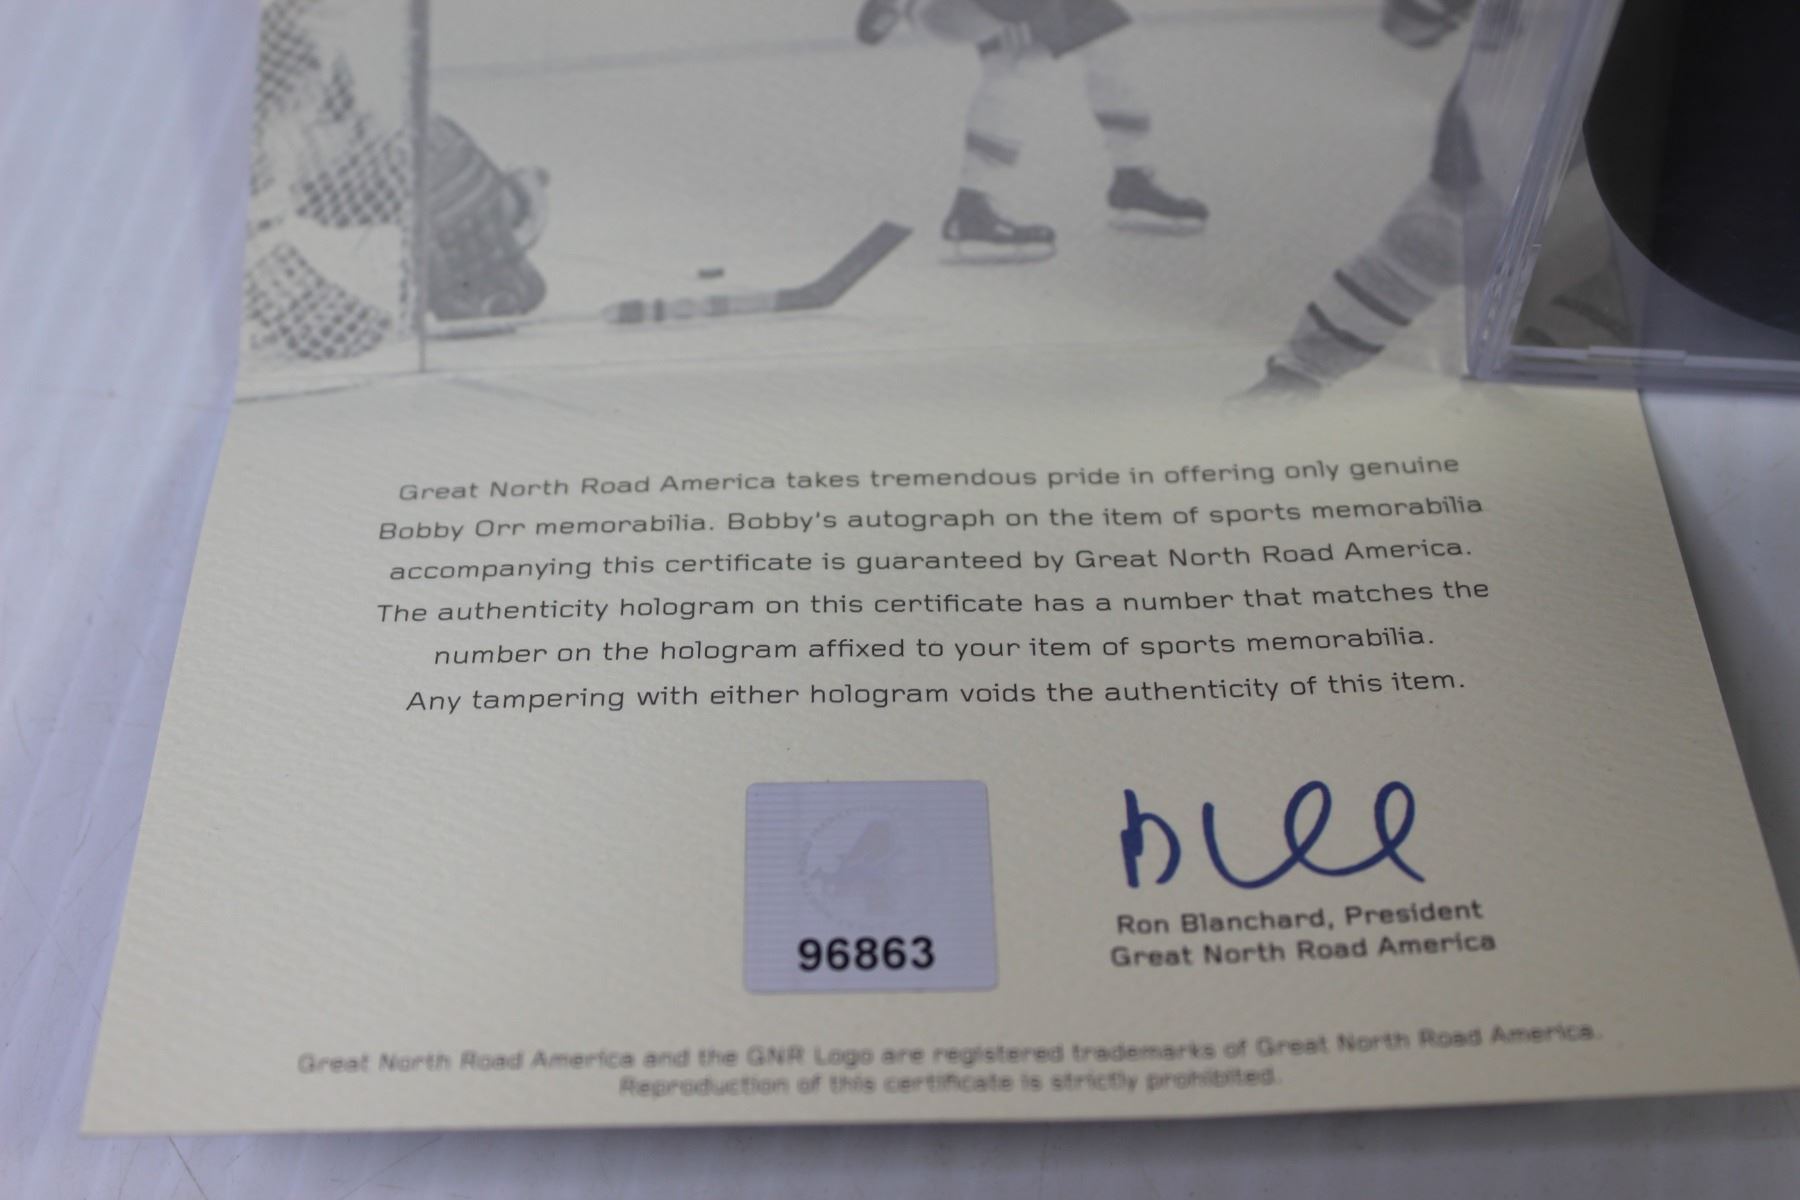 Great North Road America takes tremendous pride in offering only genuine
Bobby Orr memorabilia. Bobby's autograph on the item of sports memorabilia
accompanying this certificate is guaranteed by Great North Road America.
The authenticity hologram on this certificate has a number that matches the
number on the hologram affixed to your item of sports memorabilia.
Any tampering with either hologram voids the authenticity of this item.
96863
Ron Blanchard, President
Great North Road America
Great North Road America and the GNR Logo are registered trademarks of Great North Road America.
Reproduction of this certificate is strictly prohibited.